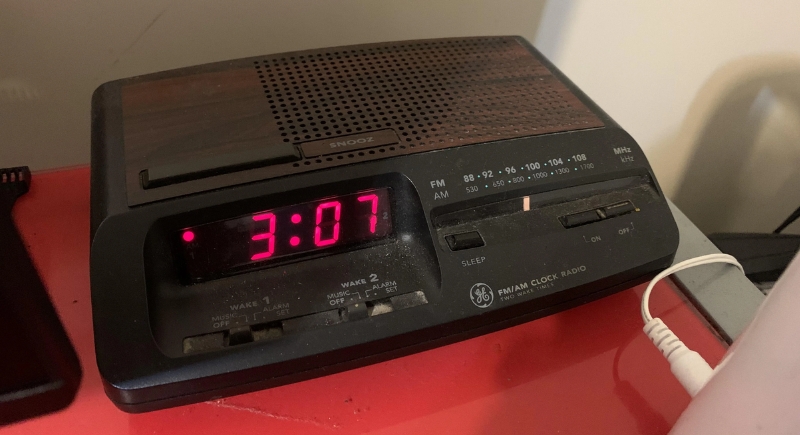 SNOOZ
FM 88 • 92 • 96 • 100 • 104 • 108 MHz
AM 530 • 650 • 800 • 1000 • 1300 • 1700 kHz
3:07
SLEEP
ON OFF
WAKE 1
MUSIC ALARM
OFF SET
WAKE 2
MUSIC ALARM
OFF SET
GE FM/AM CLOCK RADIO
TWO WAKE TIMES